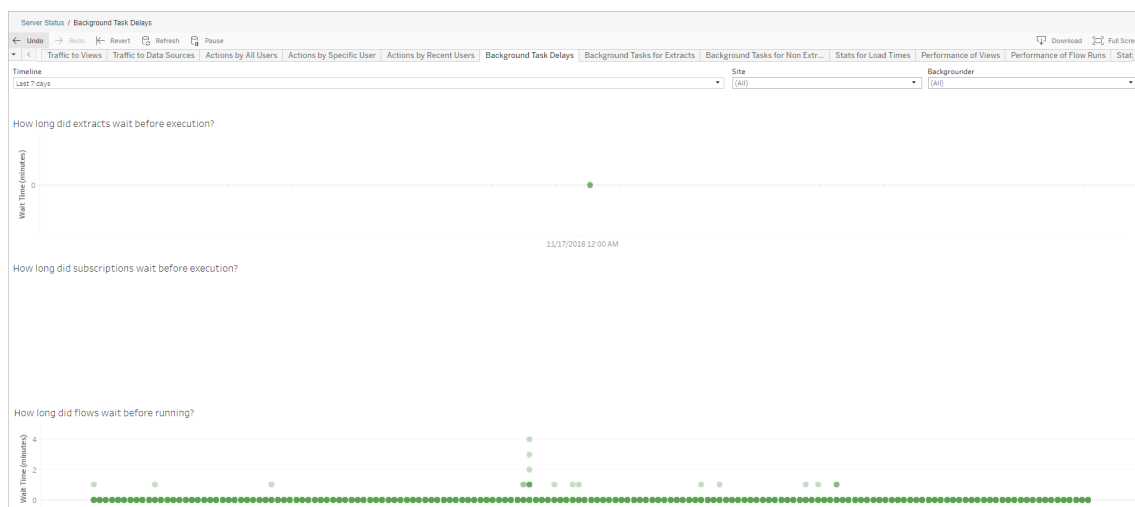 Server Status / Background Task Delays
Undo Redo Revert Refresh Pause Download Full Scre
Traffic to Views Traffic to Data Sources Actions by All Users Actions by Specific User Actions by Recent Users Background Task Delays Background Tasks for Extracts Background Tasks for Non Extr... Stats for Load Times Performance of Views Performance of Flow Runs Stat
Timeline Site Backgrounder
Last 7 days (All) (All)
How long did extracts wait before execution?
Wait Time (minutes)
0
11/17/2018 12:00 AM
How long did subscriptions wait before execution?
How long did flows wait before running?
Wait Time (minutes)
4
2
0